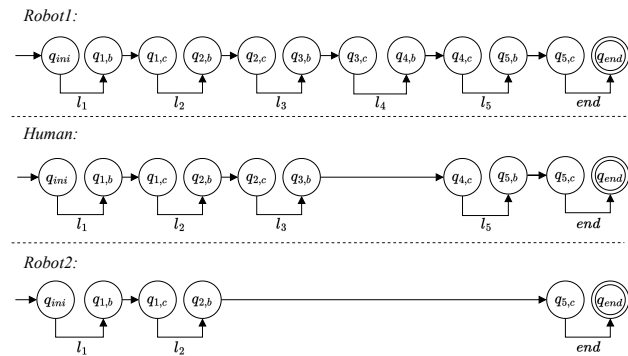 Robot1:
q_ini q_1,b q_1,c q_2,b q_2,c q_3,b q_3,c q_4,b q_4,c q_5,b q_5,c q_end
l_1 l_2 l_3 l_4 l_5 end
Human:
q_ini q_1,b q_1,c q_2,b q_2,c q_3,b q_4,c q_5,b q_5,c q_end
l_1 l_2 l_3 l_5 end
Robot2:
q_ini q_1,b q_1,c q_2,b q_5,c q_end
l_1 l_2 end